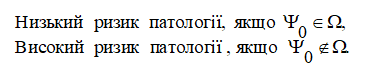 Низький ризик патології, якщо Ψ₀ ∈ Ω,
Високий ризик патології , якщо Ψ₀ ∉ Ω.